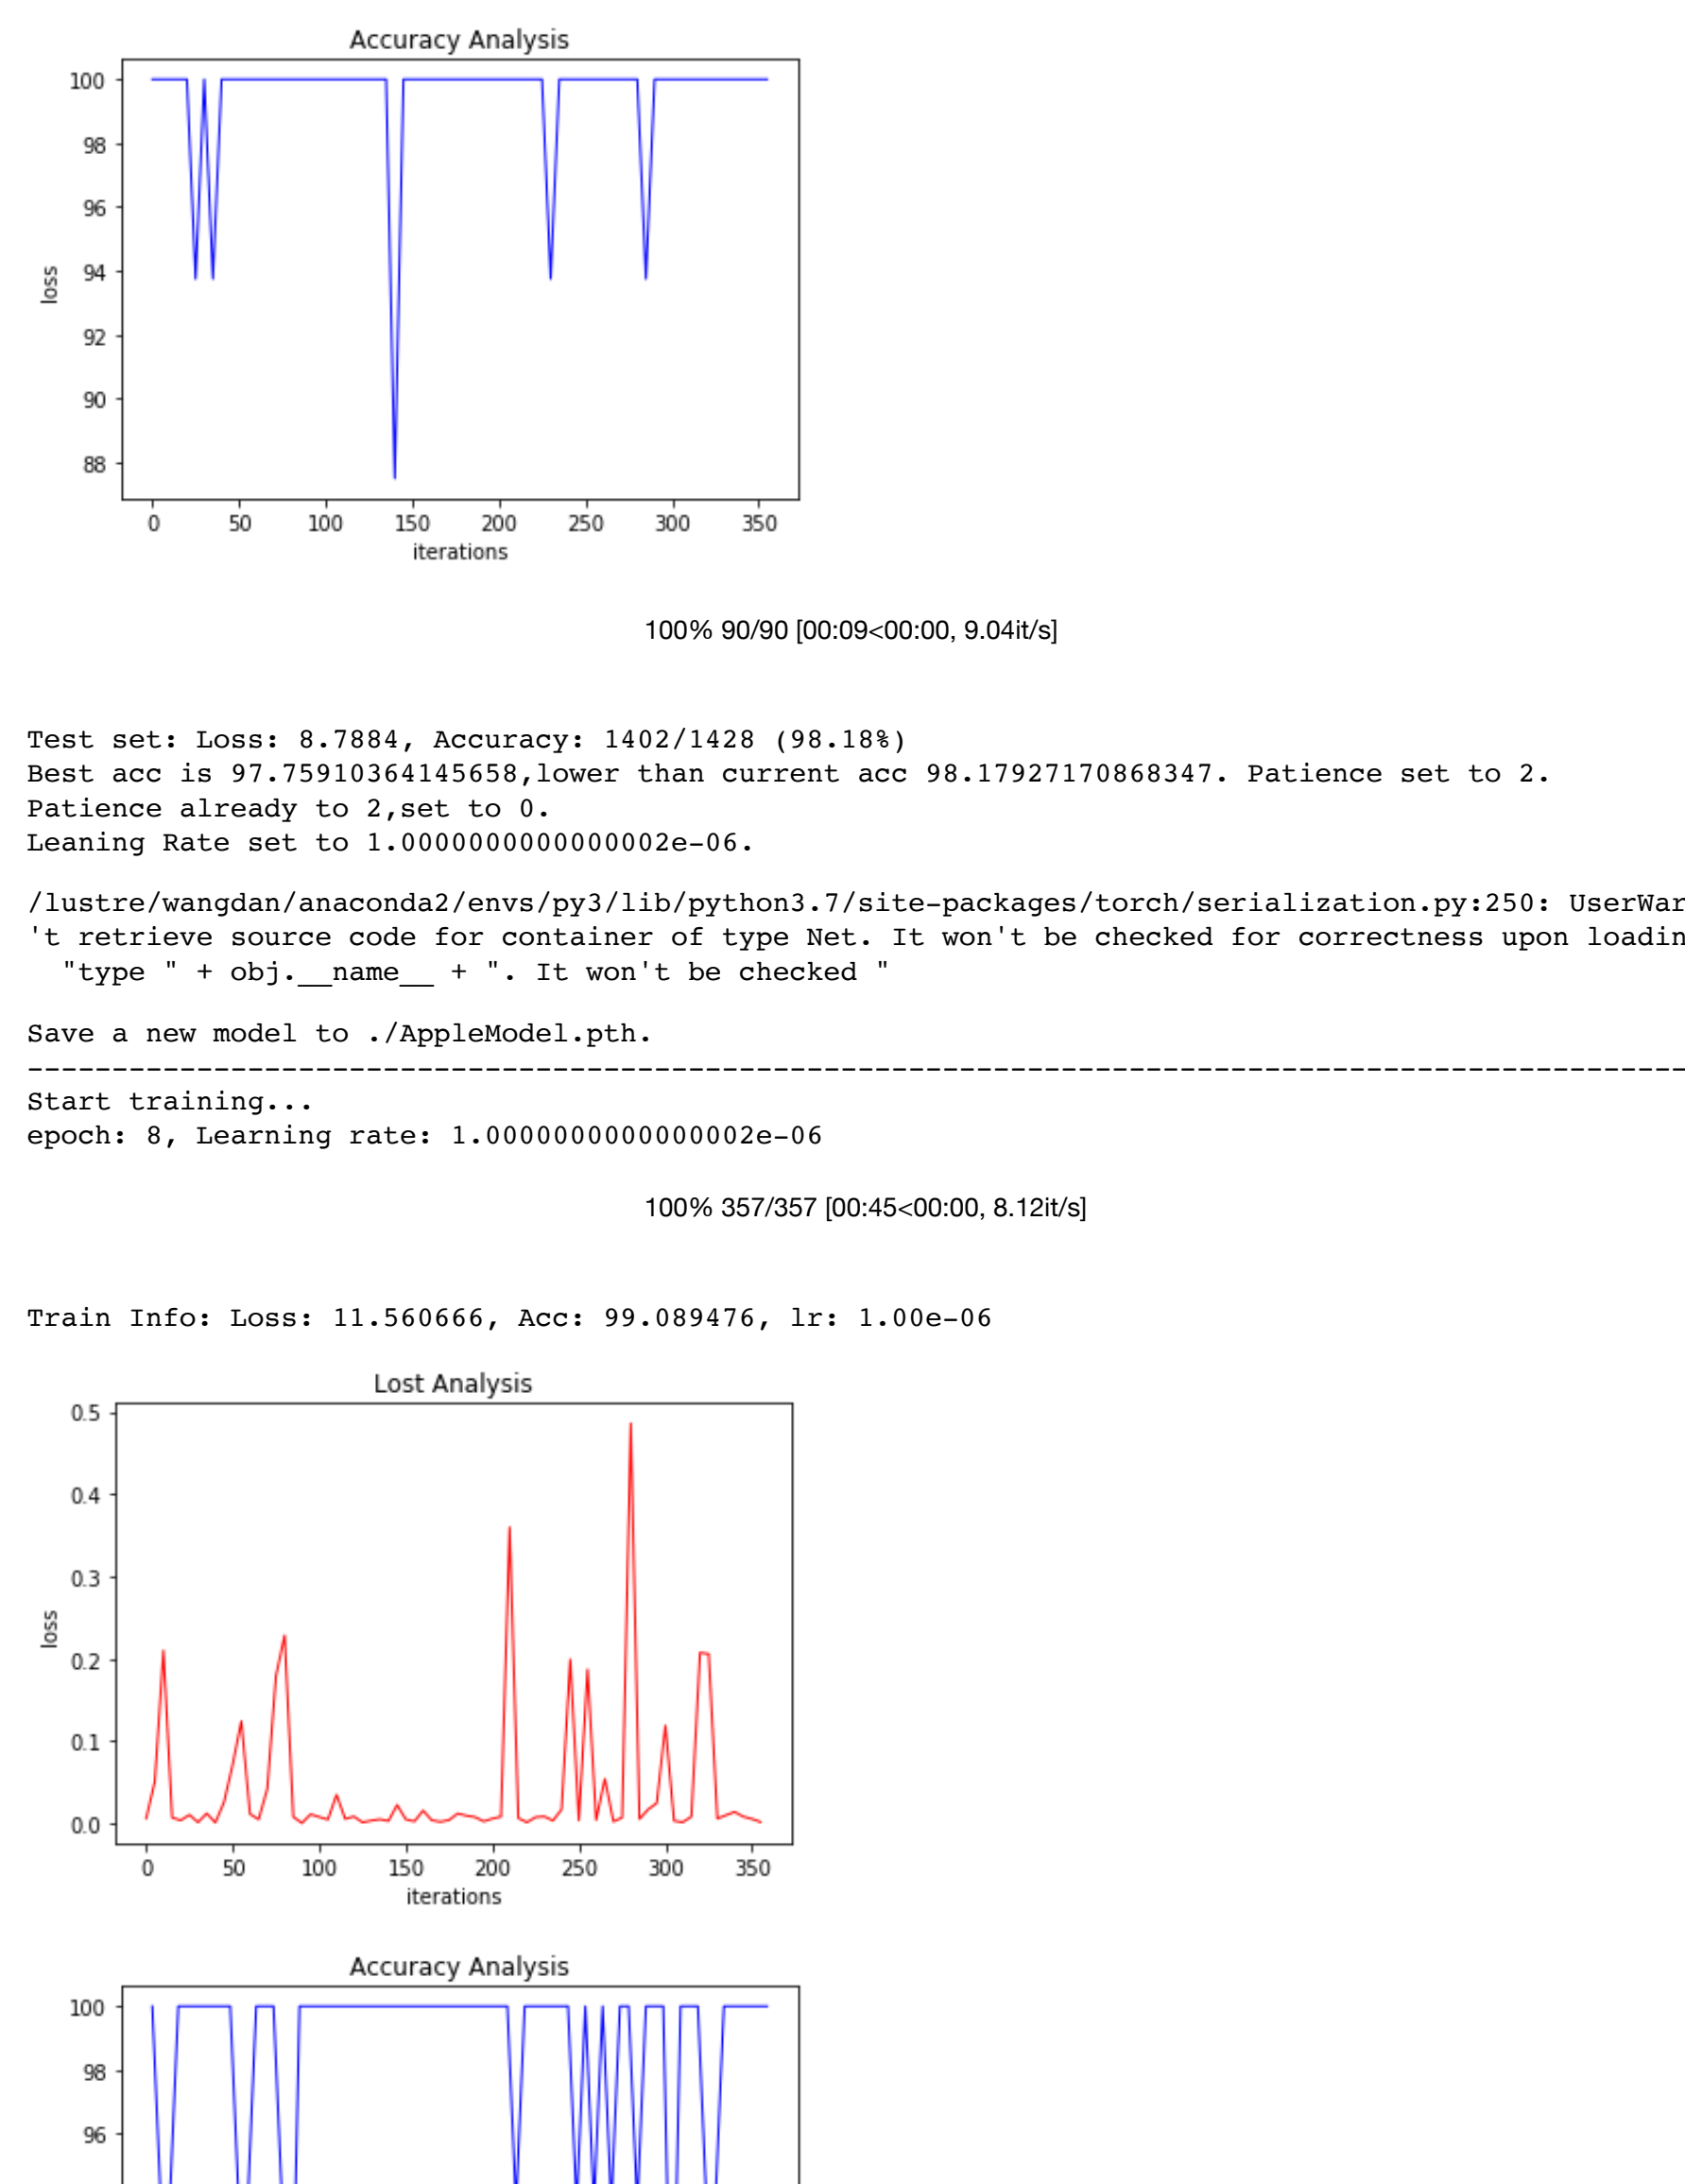 Accuracy Analysis
100
98
96
94
92
90
88
loss
0 50 100 150 200 250 300 350
iterations
100% 90/90 [00:09<00:00, 9.04it/s]
Test set: Loss: 8.7884, Accuracy: 1402/1428 (98.18%)
Best acc is 97.75910364145658,lower than current acc 98.17927170868347. Patience set to 2.
Patience already to 2,set to 0.
Leaning Rate set to 1.0000000000000002e-06.
/lustre/wangdan/anaconda2/envs/py3/lib/python3.7/site-packages/torch/serialization.py:250: UserWar
't retrieve source code for container of type Net. It won't be checked for correctness upon loadin
"type " + obj.__name__ + ". It won't be checked "
Save a new model to ./AppleModel.pth.
--------------------------------------------------------------------------------------------------
Start training...
epoch: 8, Learning rate: 1.0000000000000002e-06
100% 357/357 [00:45<00:00, 8.12it/s]
Train Info: Loss: 11.560666, Acc: 99.089476, lr: 1.00e-06
Lost Analysis
0.5
0.4
0.3
0.2
0.1
0.0
loss
0 50 100 150 200 250 300 350
iterations
Accuracy Analysis
100
98
96